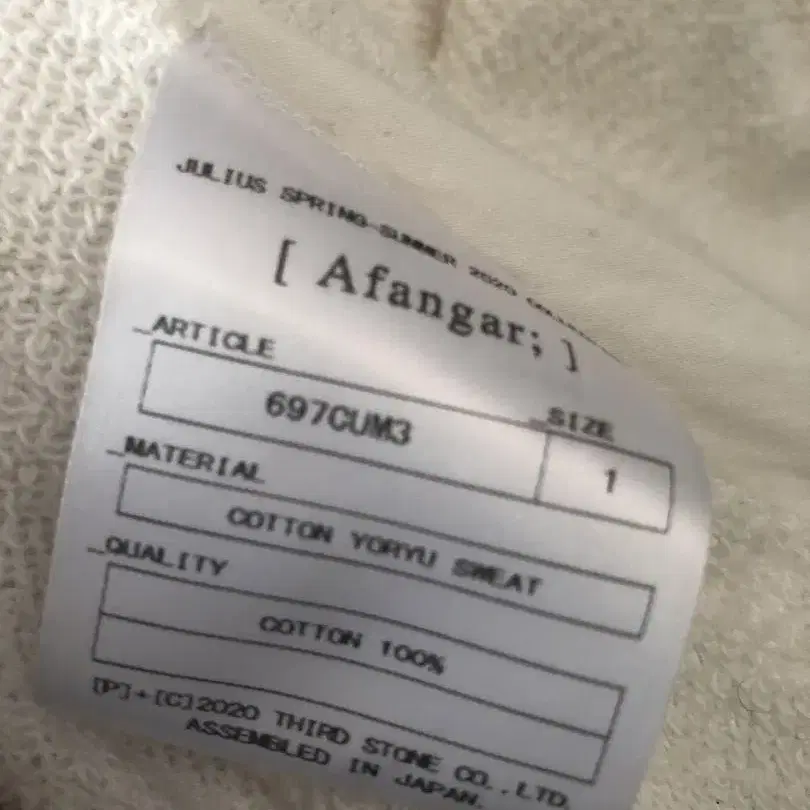 JULIUS SPRING-SUMMER 2020
[ Afangar; ]
_ARTICLE
697CUM3
_SIZE
1
_MATERIAL
COTTON YORYU SWEAT
_QUALITY
COTTON 100%
[P]+[C]2020 THIRD STONE CO.,LTD.
ASSEMBLED IN JAPAN.